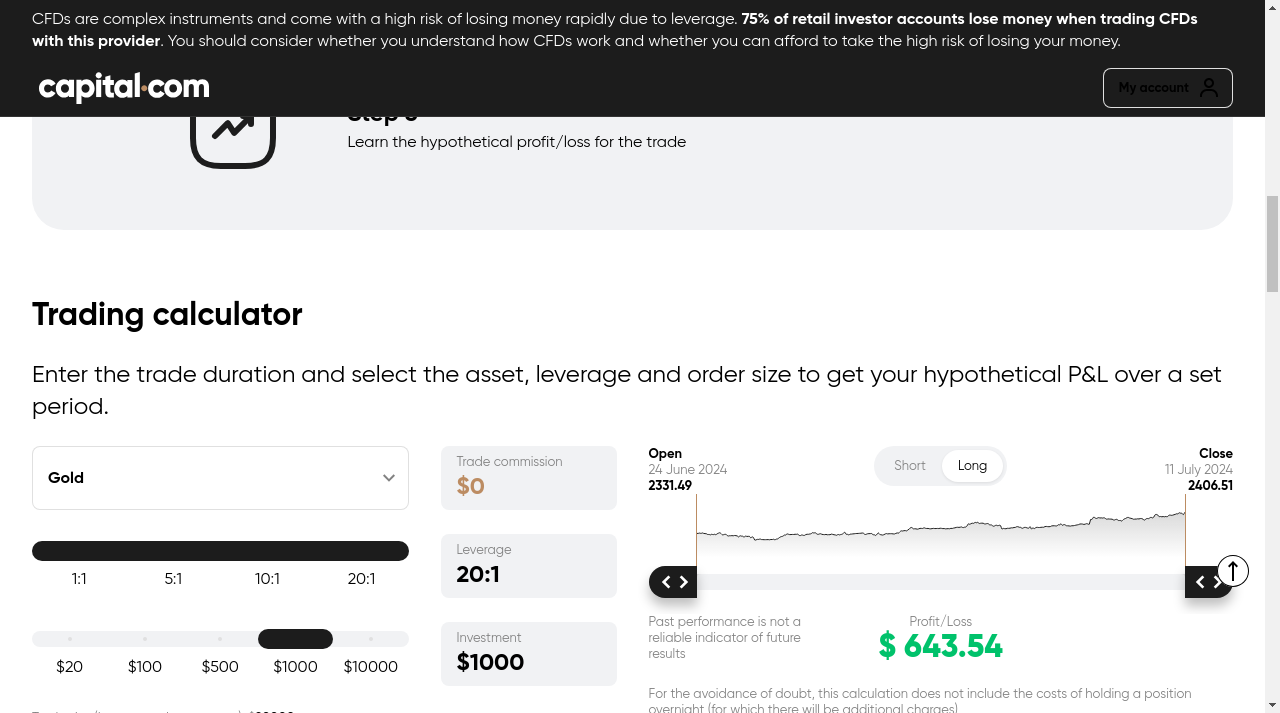 CFDs are complex instruments and come with a high risk of losing money rapidly due to leverage. 75% of retail investor accounts lose money when trading CFDs
with this provider. You should consider whether you understand how CFDs work and whether you can afford to take the high risk of losing your money.
capital.com
My account
Learn the hypothetical profit/loss for the trade
Trading calculator
Enter the trade duration and select the asset, leverage and order size to get your hypothetical P&L over a set
period.
Gold
1:1 5:1 10:1 20:1
$20 $100 $500 $1000 $10000
Trade commission
$0
Leverage
20:1
Investment
$1000
Open
24 June 2024
2331.49
Short Long
Close
11 July 2024
2406.51
Past performance is not a
reliable indicator of future
results
Profit/Loss
$ 643.54
For the avoidance of doubt, this calculation does not include the costs of holding a position
overnight (for which there will be additional charges)